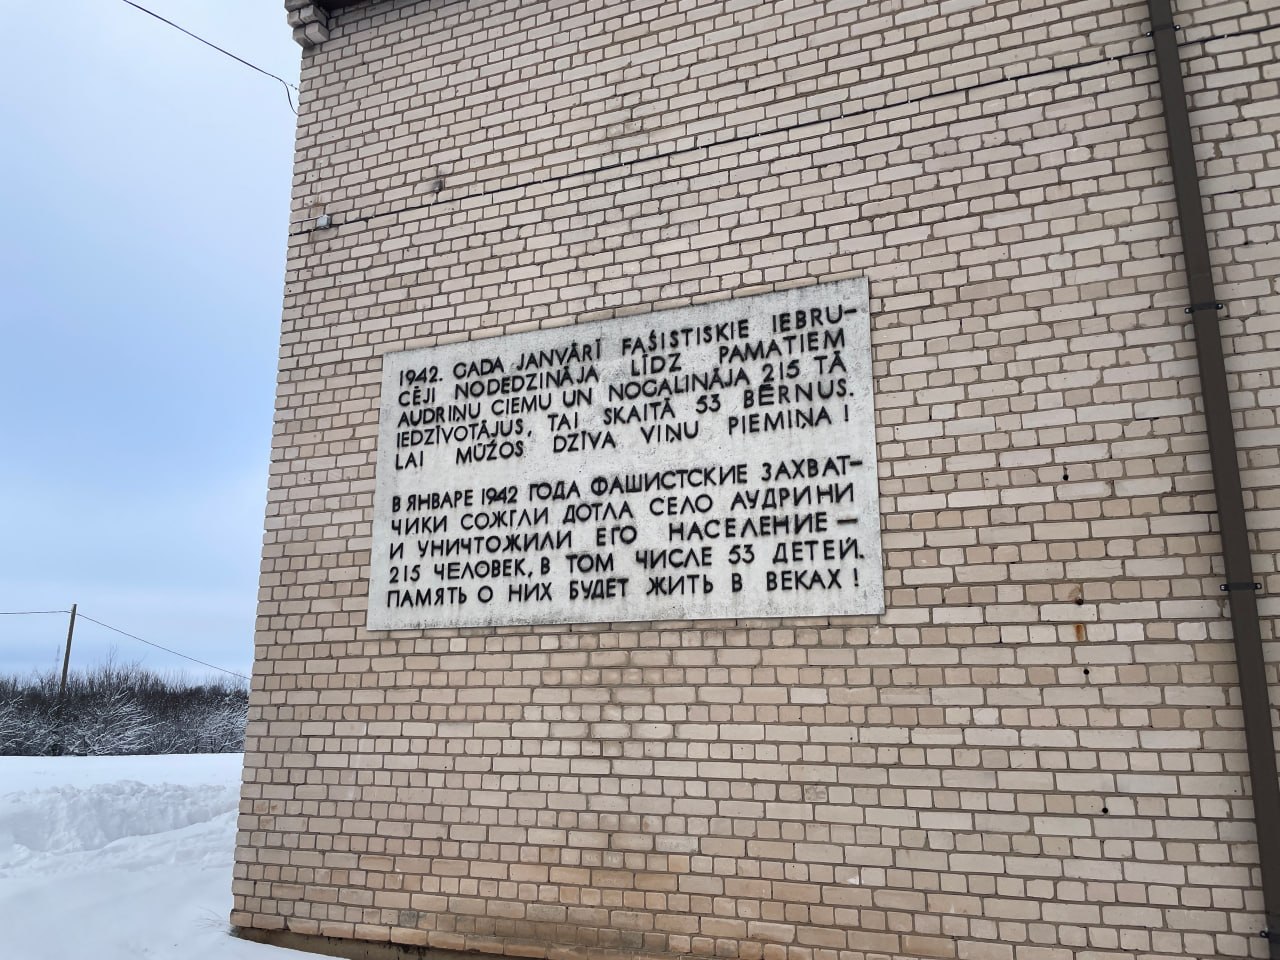 1942. GADA JANVĀRĪ FAŠISTISKIE IEBRU-
CĒJI NODEDZINĀJA LĪDZ PAMATIEM
AUDRIŅU CIEMU UN NOGALINĀJA 215 TĀ
IEDZĪVOTĀJUS, TAI SKAITĀ 53 BĒRNUS.
LAI MŪŽOS DZĪVA VIŅU PIEMIŅA!
В ЯНВАРЕ 1942 ГОДА ФАШИСТСКИЕ ЗАХВАТ-
ЧИКИ СОЖГЛИ ДОТЛА СЕЛО АУДРИНИ
И УНИЧТОЖИЛИ ЕГО НАСЕЛЕНИЕ —
215 ЧЕЛОВЕК, В ТОМ ЧИСЛЕ 53 ДЕТЕЙ.
ПАМЯТЬ О НИХ БУДЕТ ЖИТЬ В ВЕКАХ!